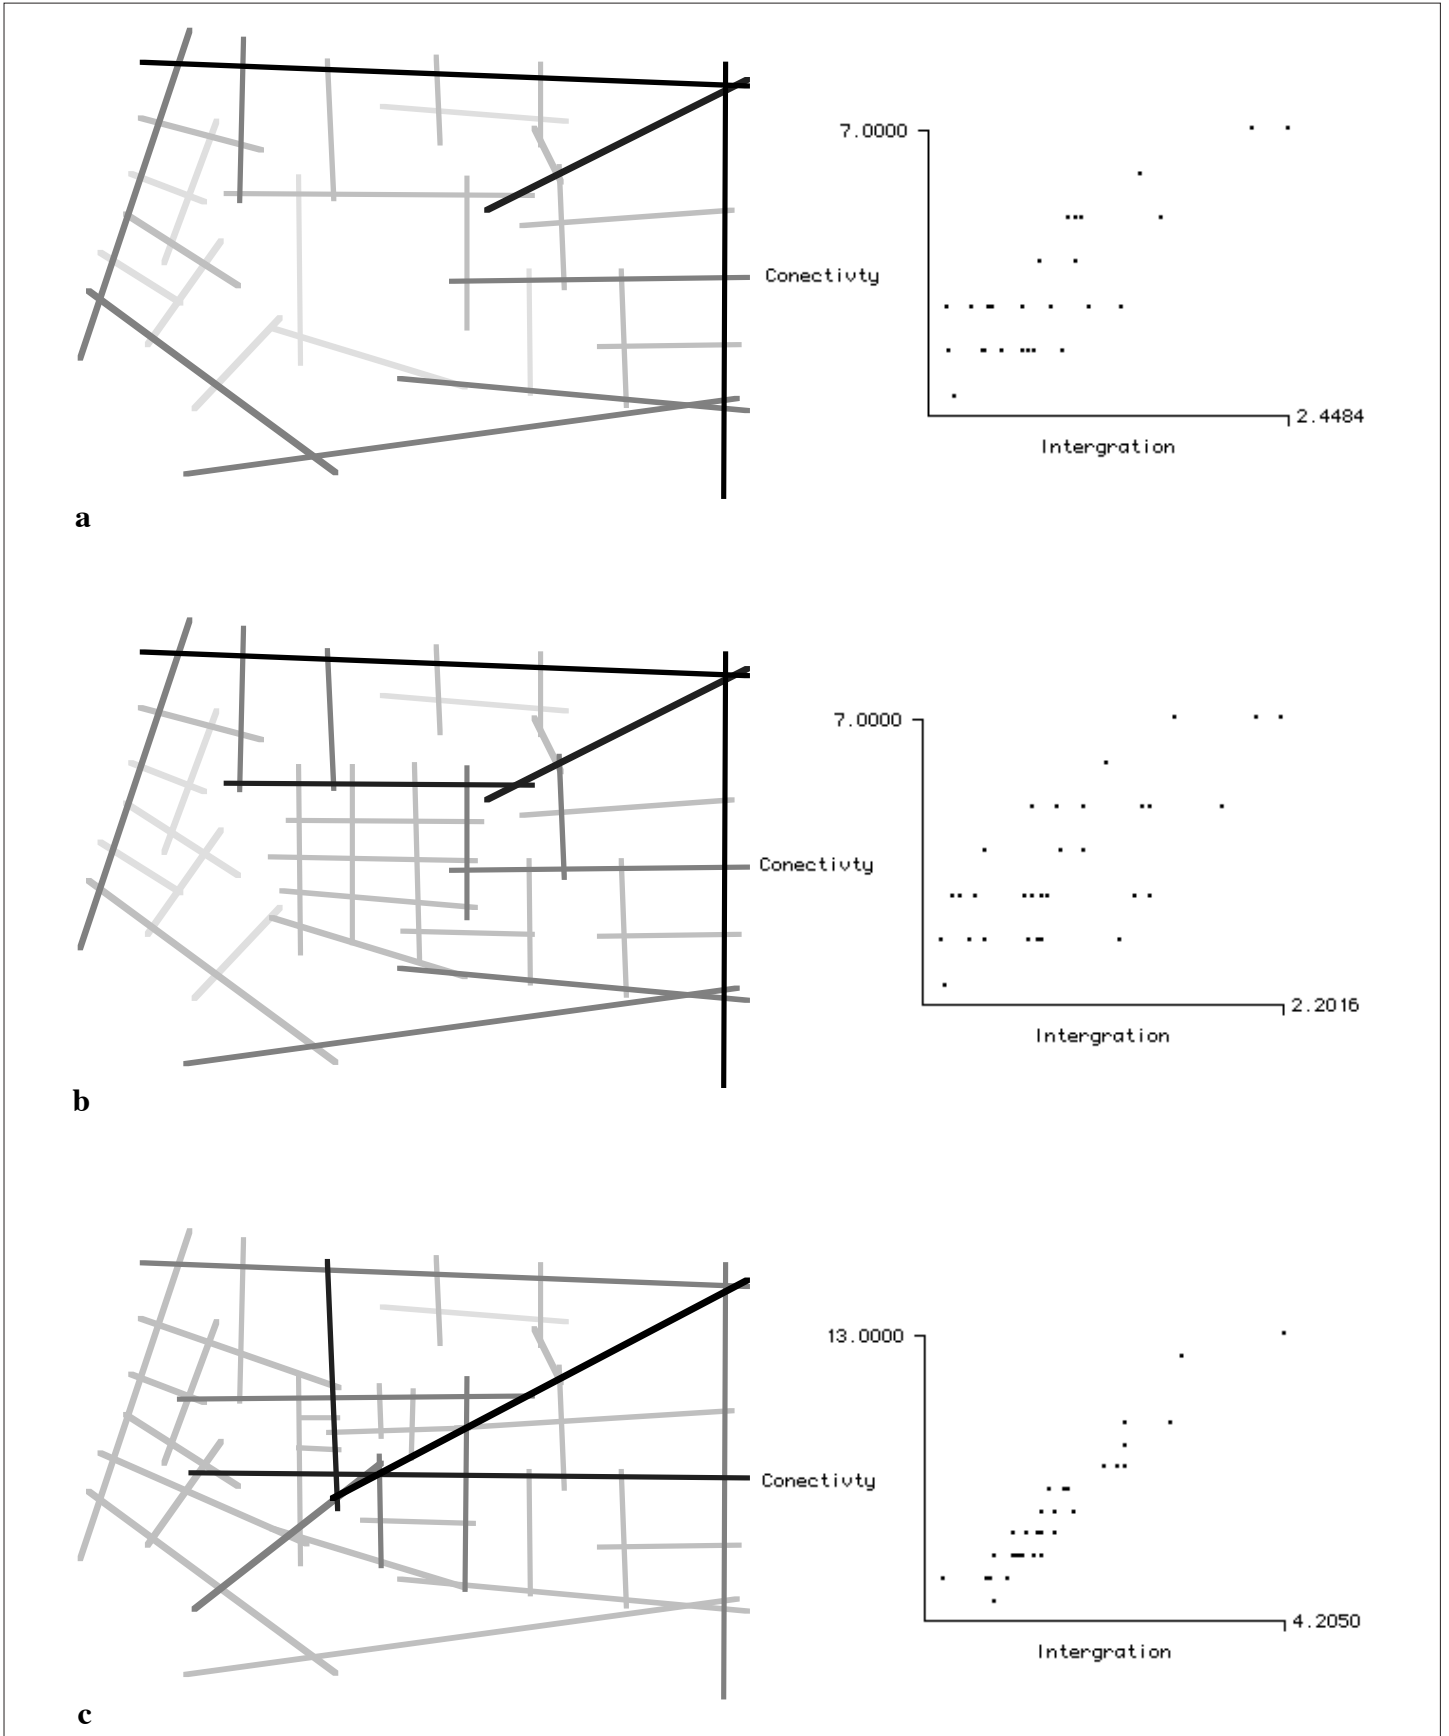 7.0000
Conectivty
2.4484
Intergration
a
7.0000
Conectivty
2.2016
Intergration
b
13.0000
Conectivty
4.2050
Intergration
c